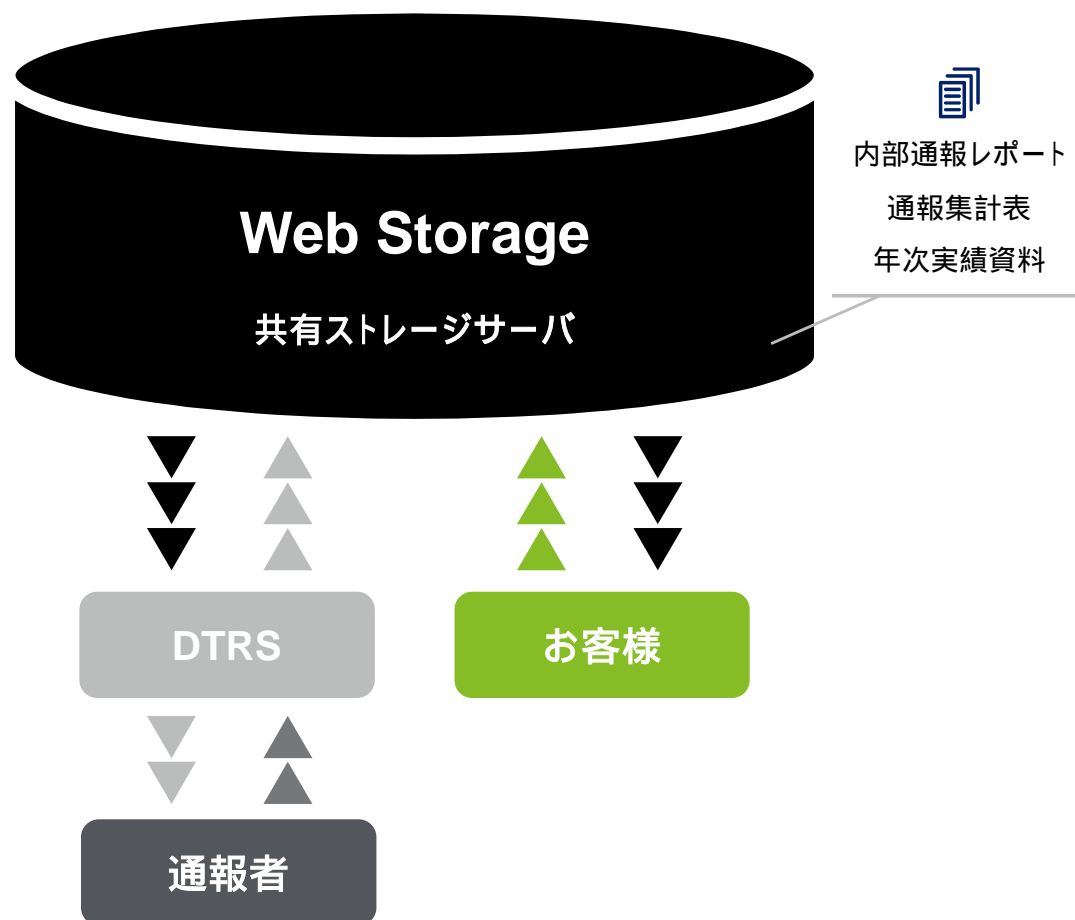 内部通報レポート
通報集計表
年次実績資料
Web Storage
共有ストレージサーバ
DTRS
お客様
通報者